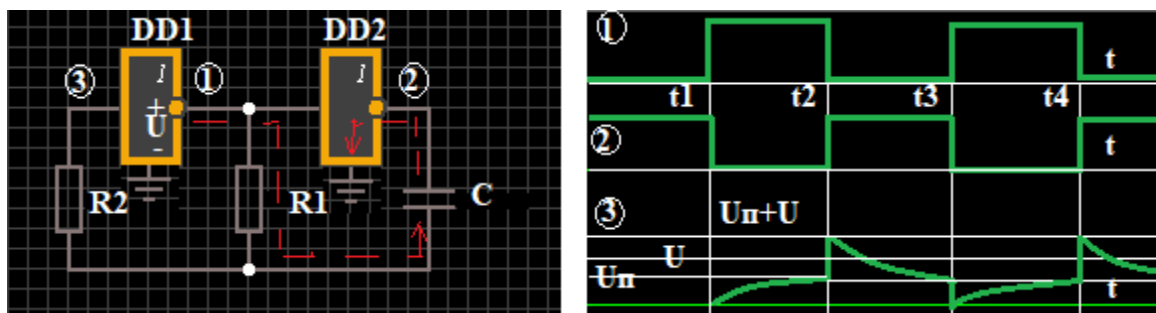 DD1 DD2
③ 1 ① 1 ②
+
U
-
R2 R1 C
①
t
t1 t2 t3 t4
②
t
③ Uп+U
U
Uп
t